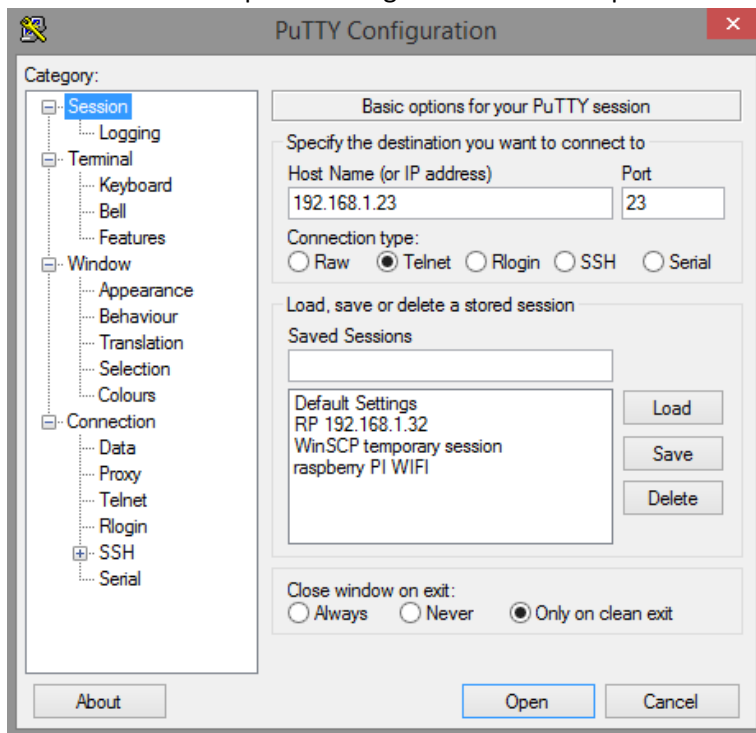 PuTTY Configuration
Category:
Session
Logging
Terminal
Keyboard
Bell
Features
Window
Appearance
Behaviour
Translation
Selection
Colours
Connection
Data
Proxy
Telnet
Rlogin
SSH
Serial
Basic options for your PuTTY session
Specify the destination you want to connect to
Host Name (or IP address) Port
192.168.1.23 23
Connection type:
Raw Telnet Rlogin SSH Serial
Load, save or delete a stored session
Saved Sessions
Default Settings
RP 192.168.1.32
WinSCP temporary session
raspberry PI WIFI
Load
Save
Delete
Close window on exit:
Always Never Only on clean exit
About Open Cancel